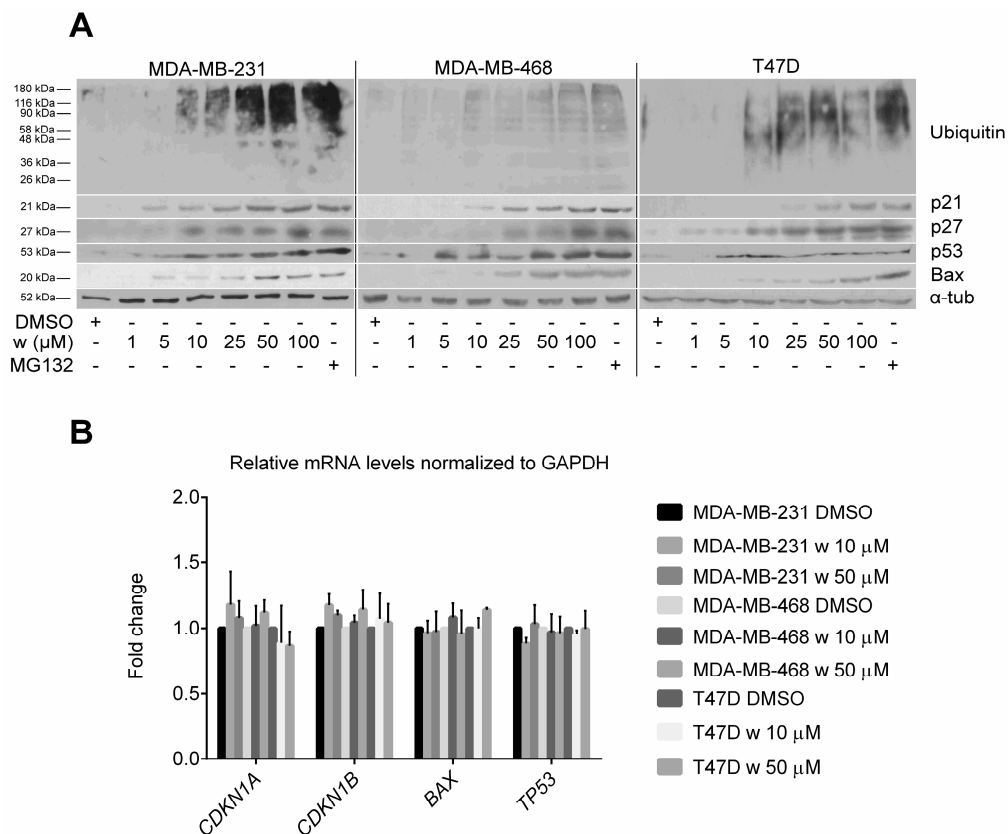 A
MDA-MB-231 MDA-MB-468 T47D
180 kDa
116 kDa
90 kDa
58 kDa
48 kDa
36 kDa
26 kDa
Ubiquitin
21 kDa p21
27 kDa p27
53 kDa p53
20 kDa Bax
52 kDa α-tub
DMSO + - - - - - - - + - - - - - - - + - - - - - - -
w (μM) - 1 5 10 25 50 100 - - 1 5 10 25 50 100 - - 1 5 10 25 50 100 -
MG132 - - - - - - - + - - - - - - - + - - - - - - - +
B
Relative mRNA levels normalized to GAPDH
2.0
1.5
1.0
0.5
0.0
Fold change
CDKN1A
CDKN1B
BAX
TP53
MDA-MB-231 DMSO
MDA-MB-231 w 10 μM
MDA-MB-231 w 50 μM
MDA-MB-468 DMSO
MDA-MB-468 w 10 μM
MDA-MB-468 w 50 μM
T47D DMSO
T47D w 10 μM
T47D w 50 μM